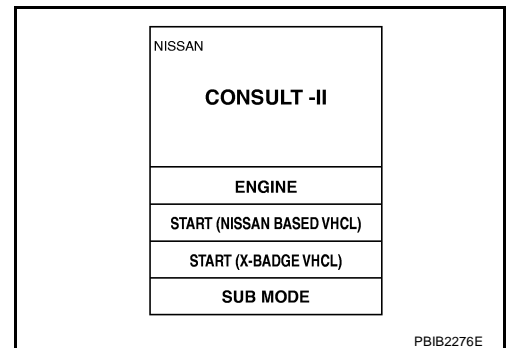 NISSAN
CONSULT -II
ENGINE
START (NISSAN BASED VHCL)
START (X-BADGE VHCL)
SUB MODE
PBIB2276E